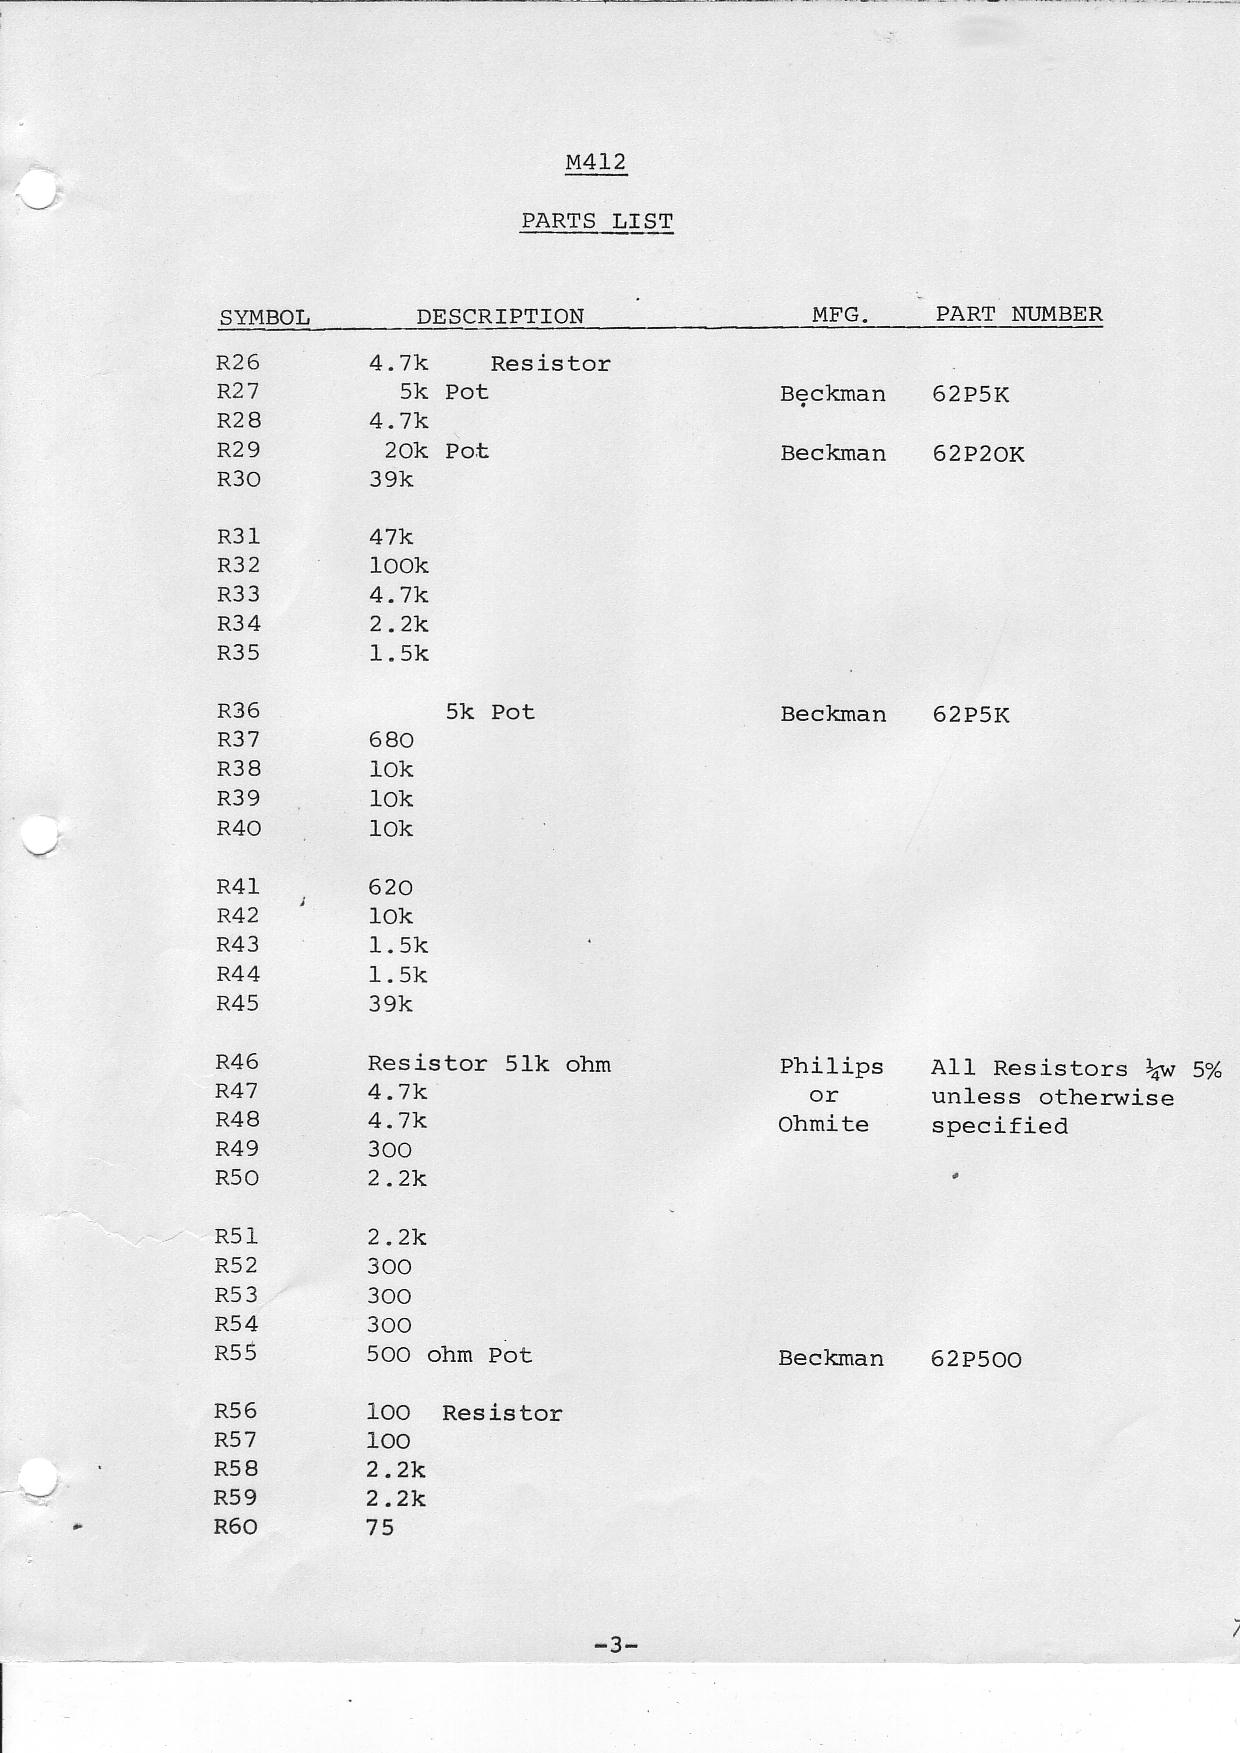 M412
PARTS LIST
SYMBOL DESCRIPTION MFG. PART NUMBER
R26 4.7k Resistor
R27 5k Pot Beckman 62P5K
R28 4.7k
R29 20k Pot Beckman 62P20K
R30 39k
R31 47k
R32 100k
R33 4.7k
R34 2.2k
R35 1.5k
R36 5k Pot Beckman 62P5K
R37 680
R38 10k
R39 10k
R40 10k
R41 620
R42 10k
R43 1.5k
R44 1.5k
R45 39k
R46 Resistor 51k ohm Philips All Resistors ¼w 5%
R47 4.7k or unless otherwise
R48 4.7k Ohmite specified
R49 300
R50 2.2k
R51 2.2k
R52 300
R53 300
R54 300
R55 500 ohm Pot Beckman 62P500
R56 100 Resistor
R57 100
R58 2.2k
R59 2.2k
R60 75
-3-